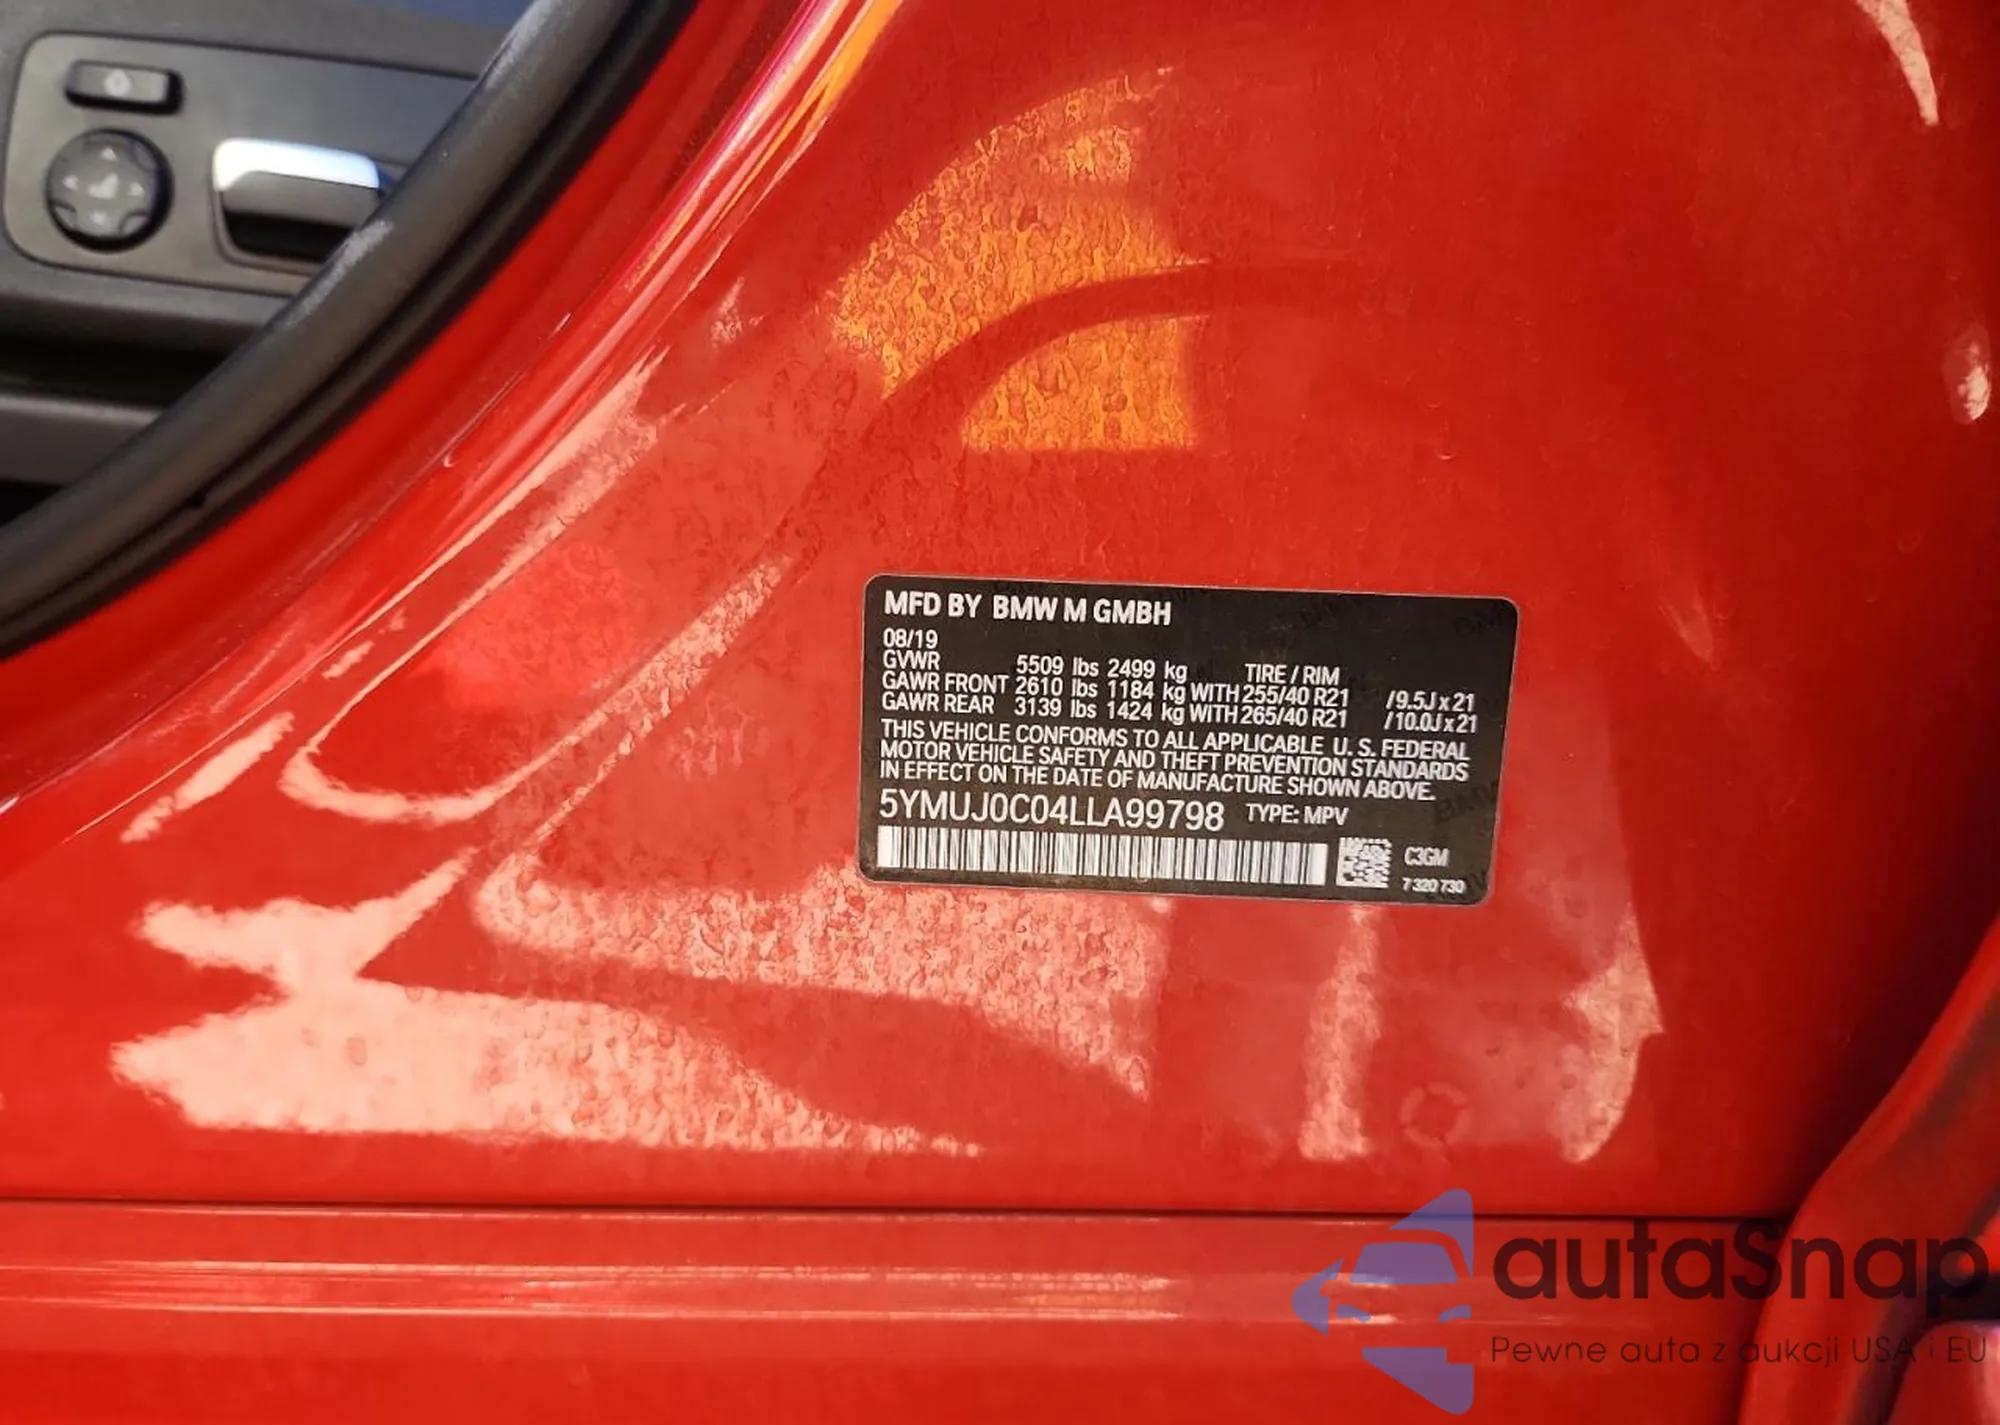 MFD BY BMW M GMBH
08/19
GVWR 5509 lbs 2499 kg TIRE / RIM
GAWR FRONT 2610 lbs 1184 kg WITH 255/40 R21 /9.5J x 21
GAWR REAR 3139 lbs 1424 kg WITH 265/40 R21 /10.0J x 21
THIS VEHICLE CONFORMS TO ALL APPLICABLE U. S. FEDERAL
MOTOR VEHICLE SAFETY AND THEFT PREVENTION STANDARDS
IN EFFECT ON THE DATE OF MANUFACTURE SHOWN ABOVE.
5YMUJ0C04LLA99798 TYPE: MPV
C3GM
7 320 730
autaSnap
Pewne auta z aukcji USA i EU